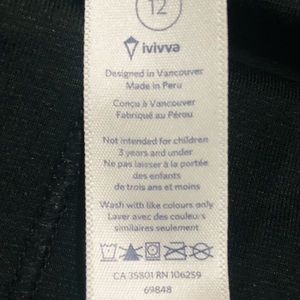 12
ivivva
Designed in Vancouver
Made in Peru
Conçu à Vancouver
Fabriqué au Pérou
Not intended for children
3 years and under
Ne pas laisser à la portée
des enfants
de trois ans et moins
Wash with like colours only
Laver avec des couleurs
similaires seulement
CA 35801 RN 106259
69848